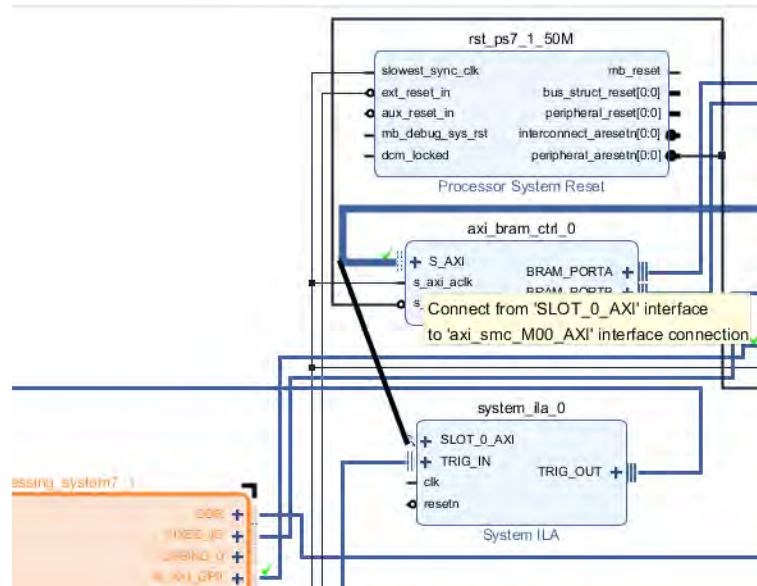 rst_ps7_1_50M
slowest_sync_clk
mb_reset
ext_reset_in
bus_struct_reset[0:0]
aux_reset_in
peripheral_reset[0:0]
mb_debug_sys_rst
interconnect_aresetn[0:0]
dcm_locked
peripheral_aresetn[0:0]
Processor System Reset
axi_bram_ctrl_0
S_AXI
BRAM_PORTA
s_axi_aclk
Connect from 'SLOT_0_AXI' interface
to 'axi_smc_M00_AXI' interface connection
system_ila_0
SLOT_0_AXI
TRIG_IN
TRIG_OUT
clk
resetn
System ILA
essing_system7_1
DDR
FIXED_IO